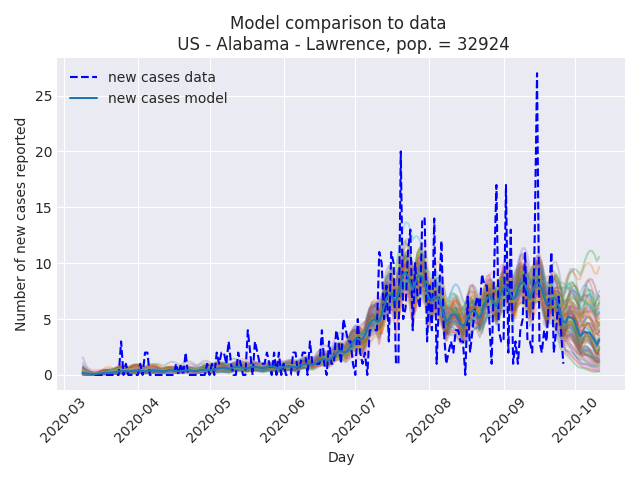 Model comparison to data
US - Alabama - Lawrence, pop. = 32924
new cases data
new cases model
Number of new cases reported
25
20
15
10
5
0
2020-03
2020-04
2020-05
2020-06
2020-07
2020-08
2020-09
2020-10
Day